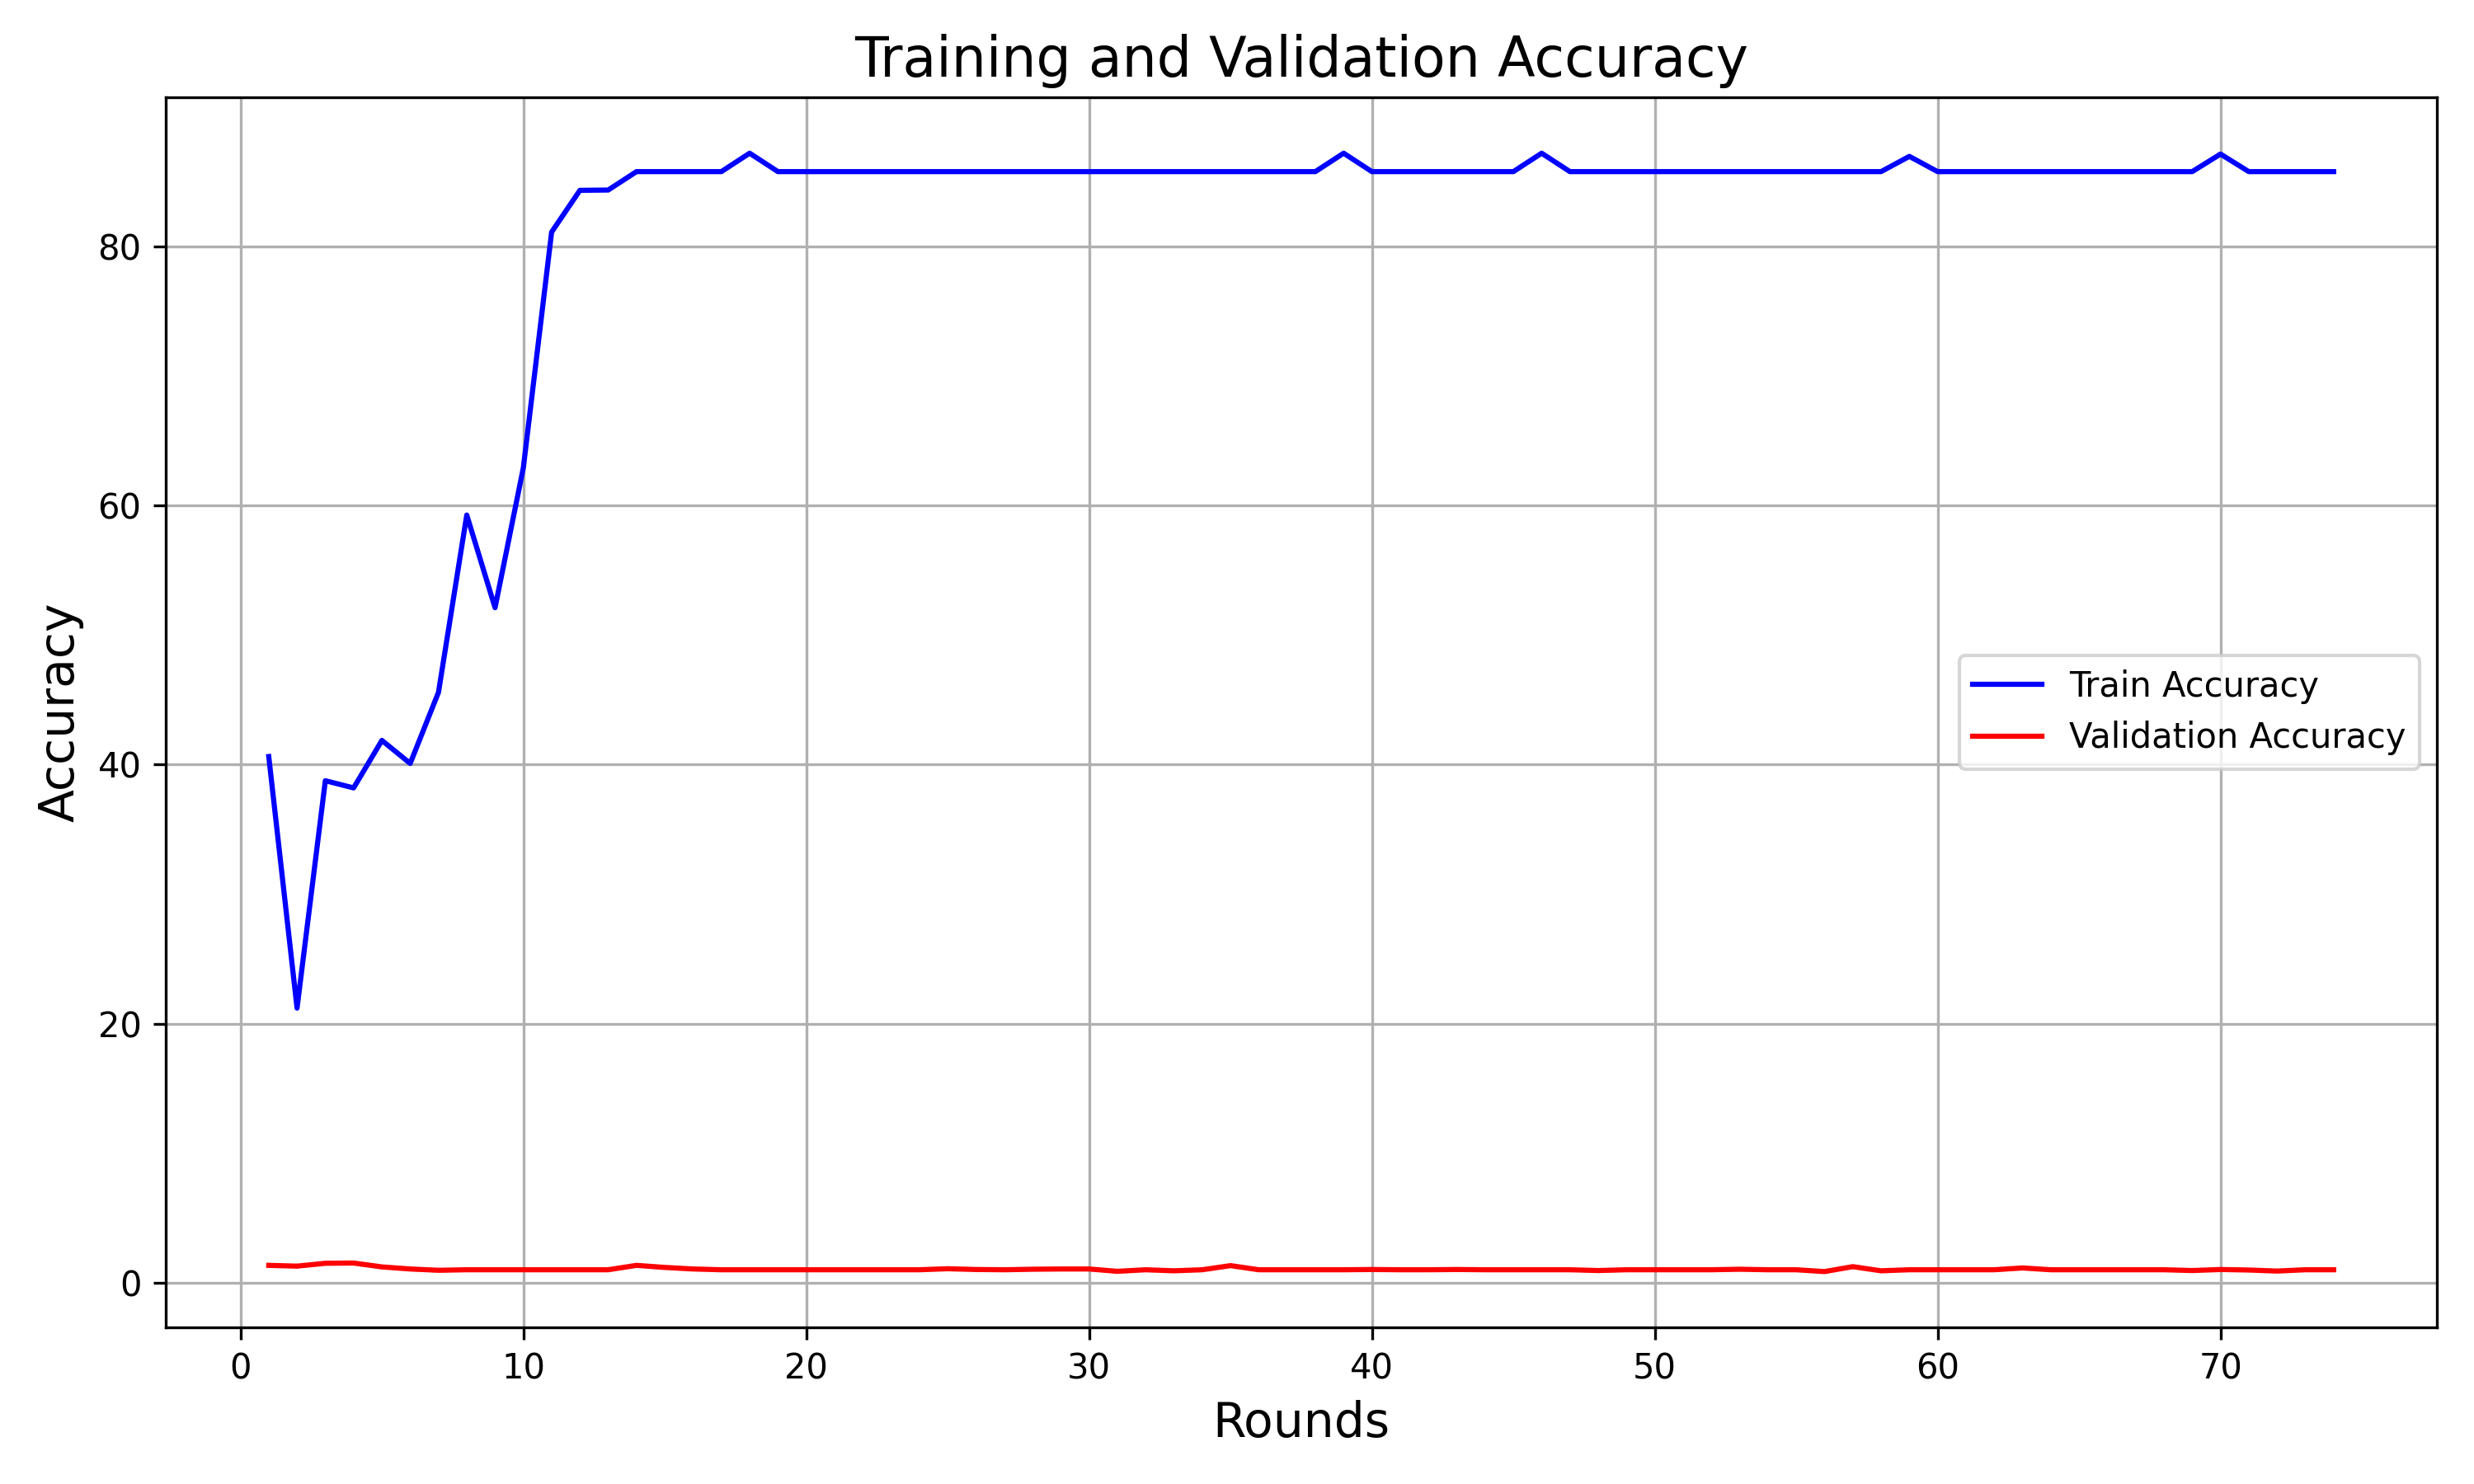 Training and Validation Accuracy
Accuracy
80
60
40
20
0
Train Accuracy
Validation Accuracy
0 10 20 30 40 50 60 70
Rounds